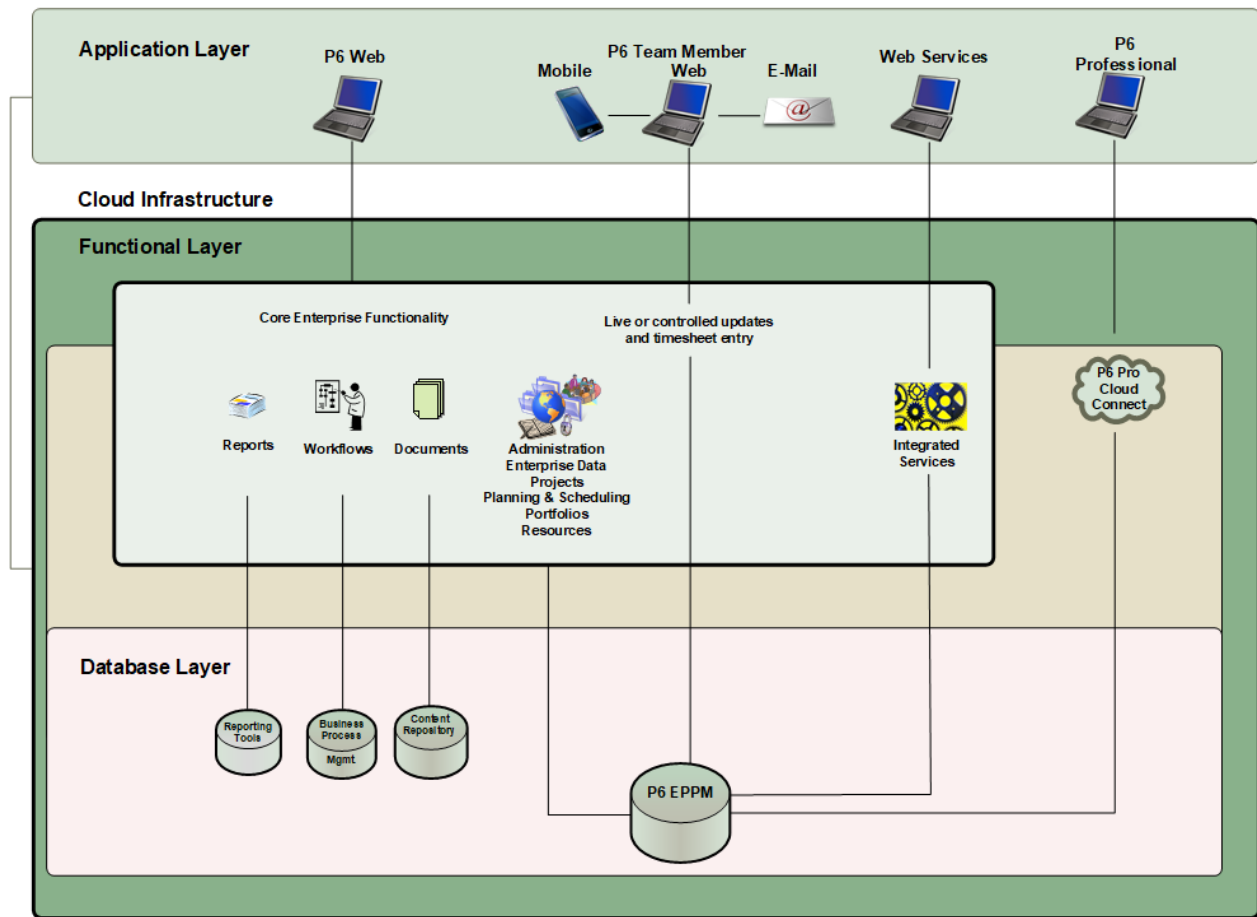 Application Layer
P6 Web
Mobile
P6 Team Member
Web
E-Mail
Web Services
P6
Professional
Cloud Infrastructure
Functional Layer
Core Enterprise Functionality
Live or controlled updates
and timesheet entry
Reports
Workflows
Documents
Administration
Enterprise Data
Projects
Planning & Scheduling
Portfolios
Resources
Integrated
Services
P6 Pro
Cloud
Connect
Database Layer
Reporting
Tools
Business
Process
Mgmt.
Content
Repository
P6 EPPM